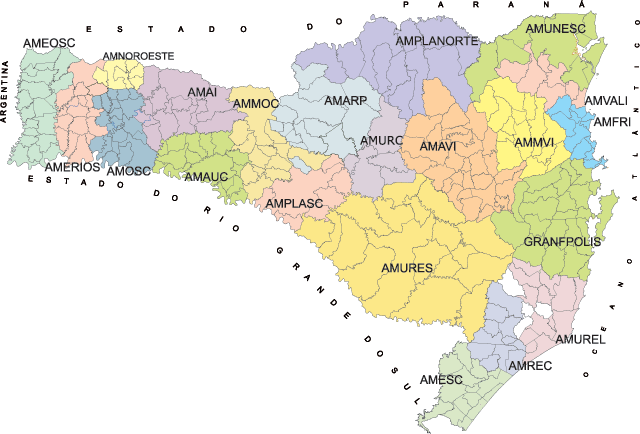 ESTADO DO PARANÁ
AMEOSC
AMNOROESTE
AMPLANORTE
AMUNESC
ARGENTINA
AMAI
AMMOC
AMARP
AMVALI
AMFRI
AMURC
AMAVI
AMMVI
AMERIOS
AMOSC
AMAUC
AMPLASC
GRANFPOLIS
AMURES
AMUREL
AMREC
AMESC
ESTADO DO RIO GRANDE DO SUL
OCEANO ATLÂNTICO